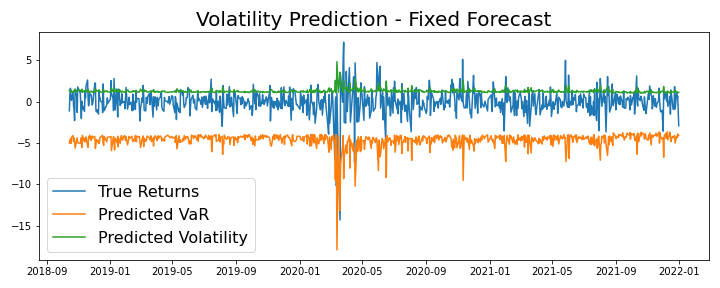 Volatility Prediction - Fixed Forecast
5
0
−5
−10
−15
True Returns
Predicted VaR
Predicted Volatility
2018-09 2019-01 2019-05 2019-09 2020-01 2020-05 2020-09 2021-01 2021-05 2021-09 2022-01